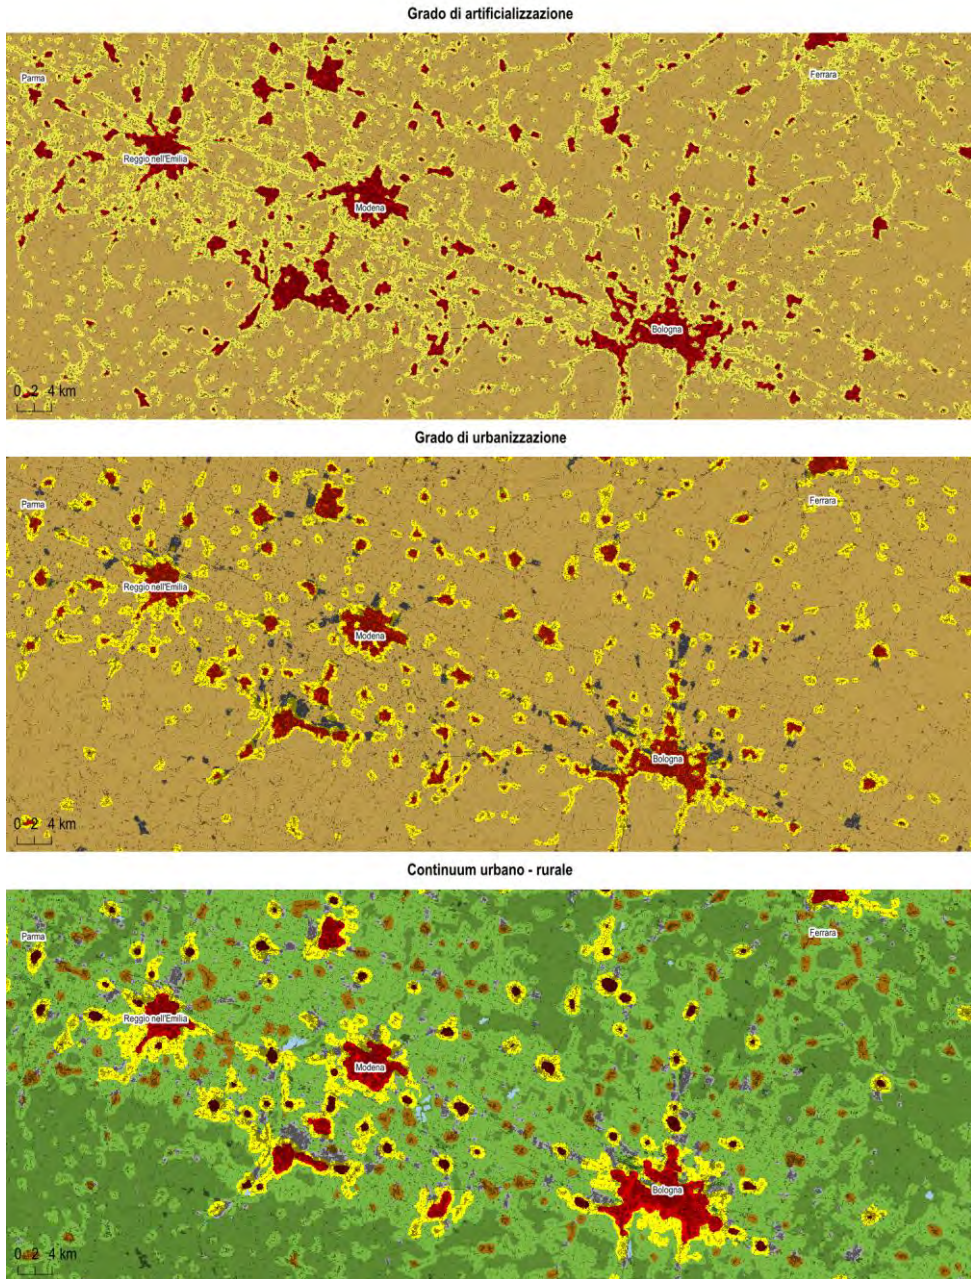 Grado di artificializzazione
Parma
Ferrara
Reggio nell'Emilia
Modena
Bologna
0 2 4 km
Grado di urbanizzazione
Parma
Ferrara
Reggio nell'Emilia
Modena
Bologna
0 2 4 km
Continuum urbano - rurale
Parma
Ferrara
Reggio nell'Emilia
Modena
Bologna
0 2 4 km